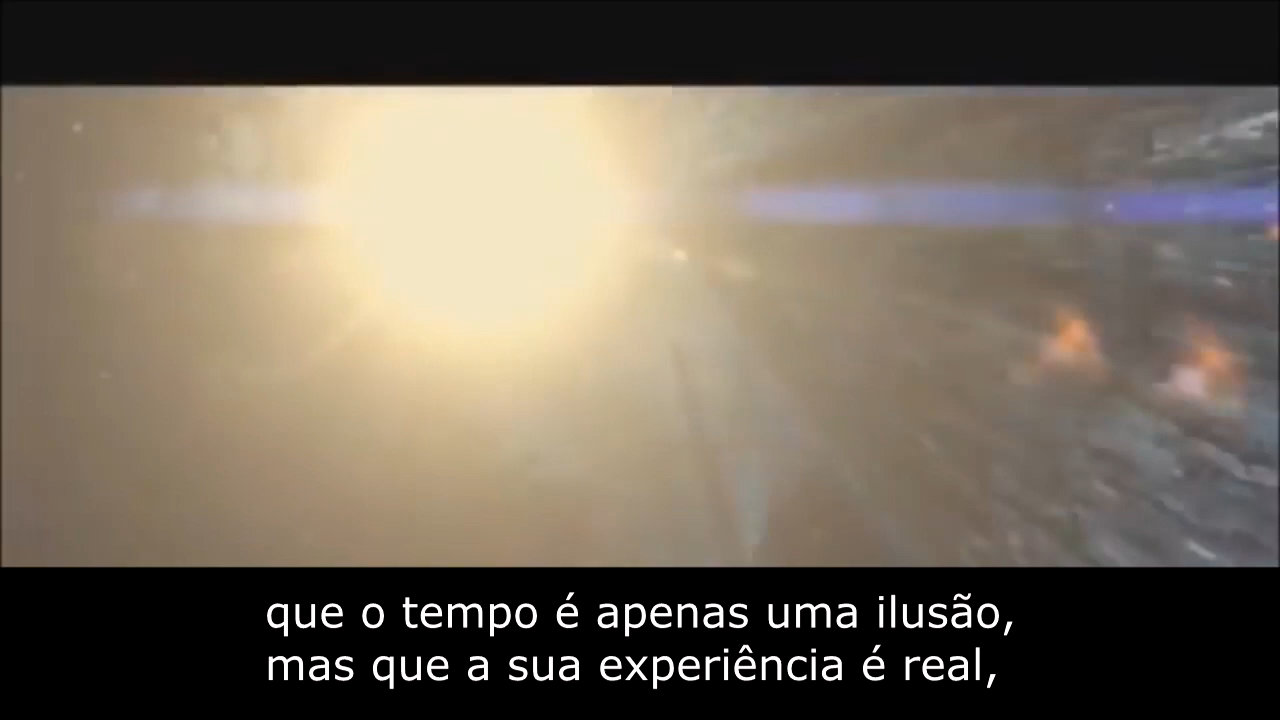 que o tempo é apenas uma ilusão,
mas que a sua experiência é real,